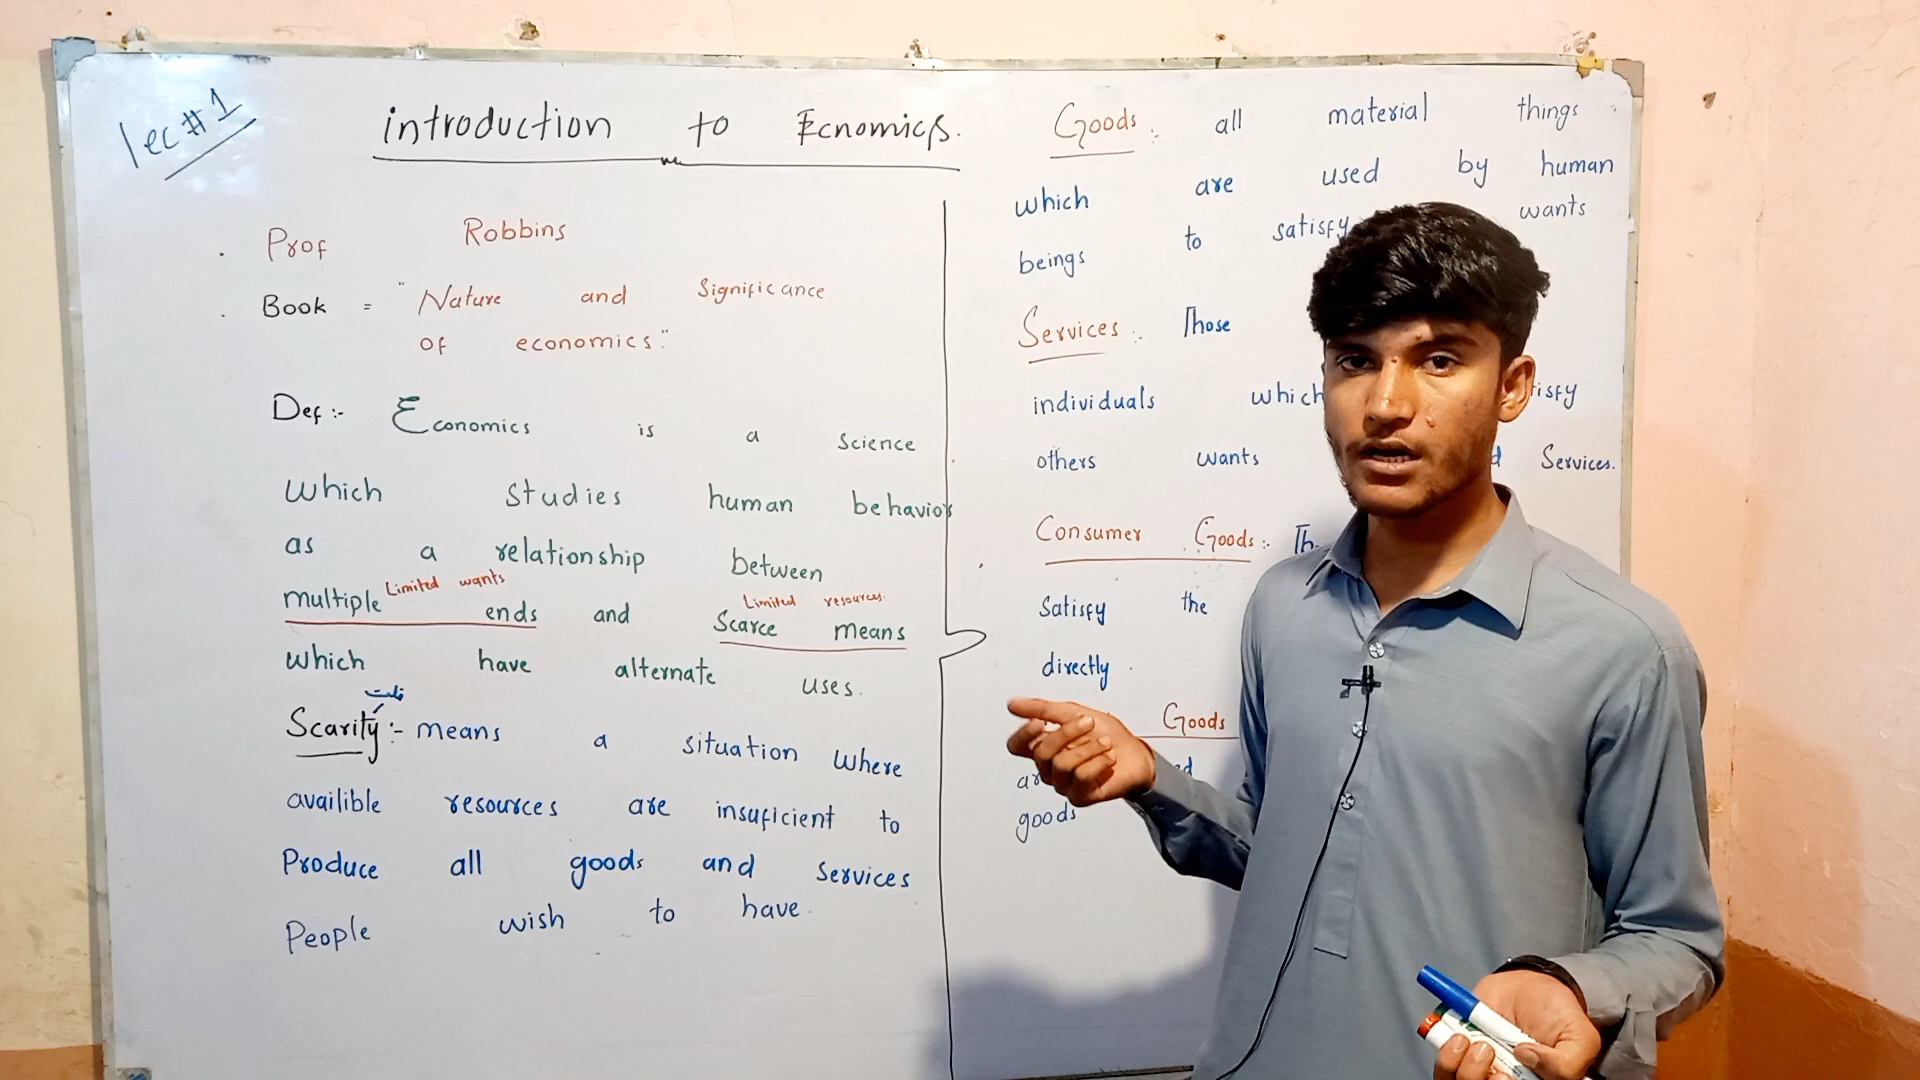 lec # 1
introduction to Ecnomics.
Prof Robbins
Book = "Nature and Significance
of economics"
Def :- Economics is a Science
which studies human behavior
as a relationship between
Limited wants Limited resources.
multiple ends and Scarce means
which have alternate uses.
قلت
Scarity :- means a situation where
availible resources are insuficient to
Produce all goods and services
People wish to have.
Goods : all material things
which are used by human
beings to satisfy wants
Services :. Those
individuals which
others wants Services.
Consumer Goods :-
Satisfy the
directly .
Goods
goods